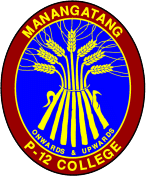 MANANGATANG
ONWARDS & UPWARDS
P-12 COLLEGE